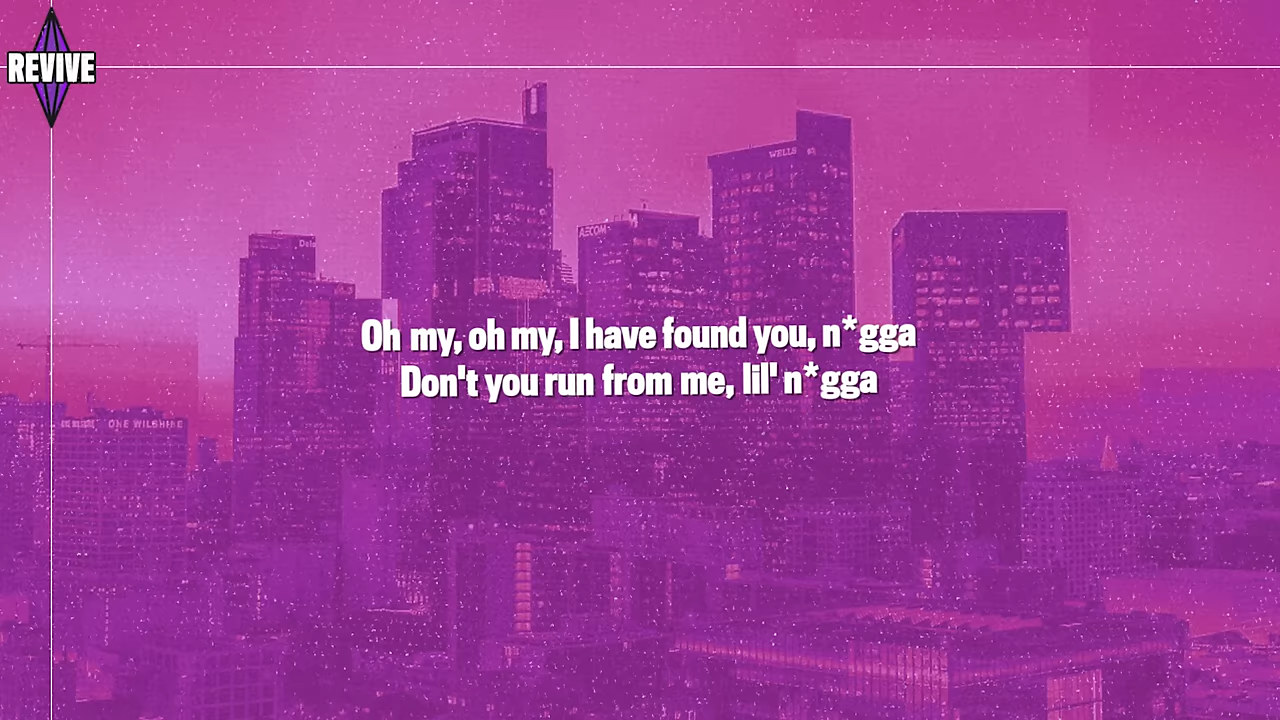 REVIVE
WELLS
AECOM
ONE WILSHIRE
Oh my, oh my, I have found you, n*gga
Don't you run from me, lil' n*gga